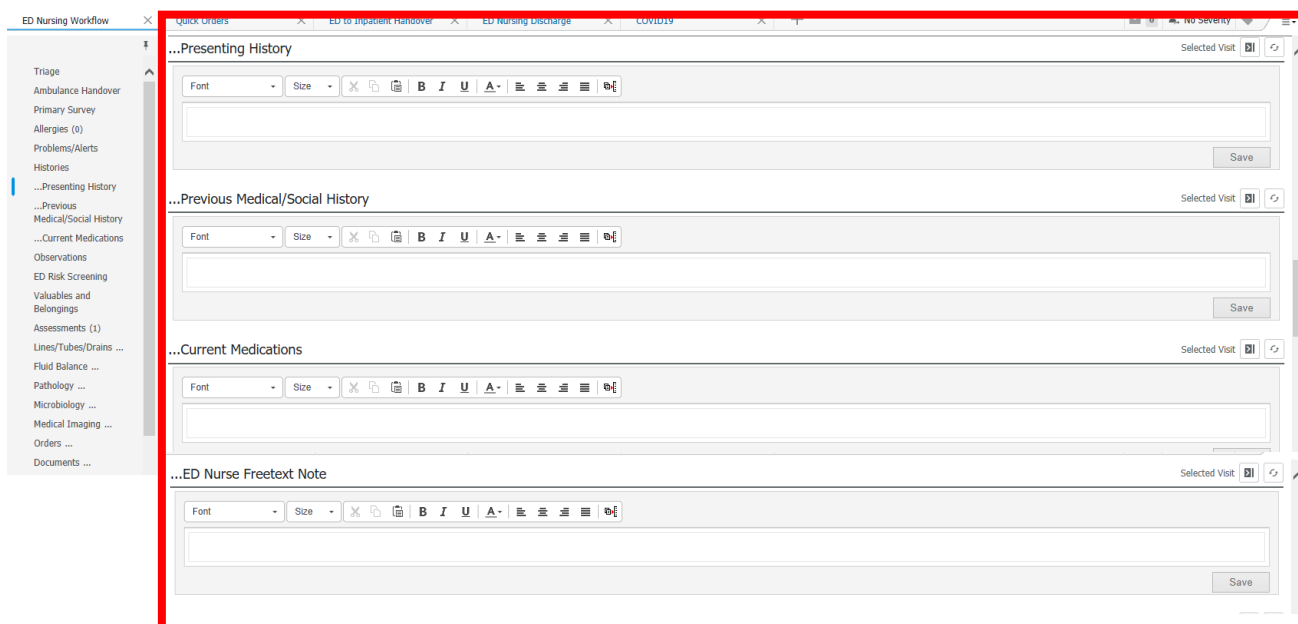 ED Nursing Workflow
Quick Orders ED to Inpatient Handover ED Nursing Discharge COVID19 0 No Severity
Triage
Ambulance Handover
Primary Survey
Allergies (0)
Problems/Alerts
Histories
...Presenting History
...Previous
Medical/Social History
...Current Medications
Observations
ED Risk Screening
Valuables and
Belongings
Assessments (1)
Lines/Tubes/Drains ...
Fluid Balance ...
Pathology ...
Microbiology ...
Medical Imaging ...
Orders ...
Documents ...
...Presenting History Selected Visit
Font Size B I U A
Save
...Previous Medical/Social History Selected Visit
Font Size B I U A
Save
...Current Medications Selected Visit
Font Size B I U A
...ED Nurse Freetext Note Selected Visit
Font Size B I U A
Save